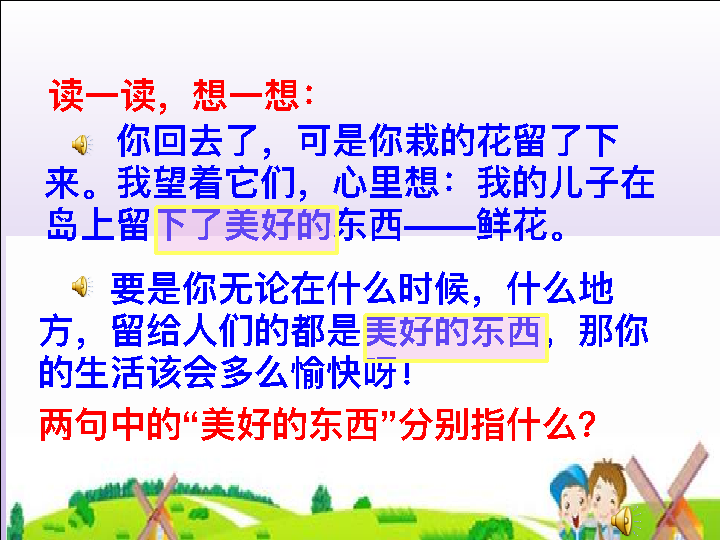 读一读，想一想：
你回去了，可是你栽的花留了下
来。我望着它们，心里想：我的儿子在
岛上留下了美好的东西——鲜花。
要是你无论在什么时候，什么地
方，留给人们的都是美好的东西，那你
的生活该会多么愉快呀！
两句中的“美好的东西”分别指什么？